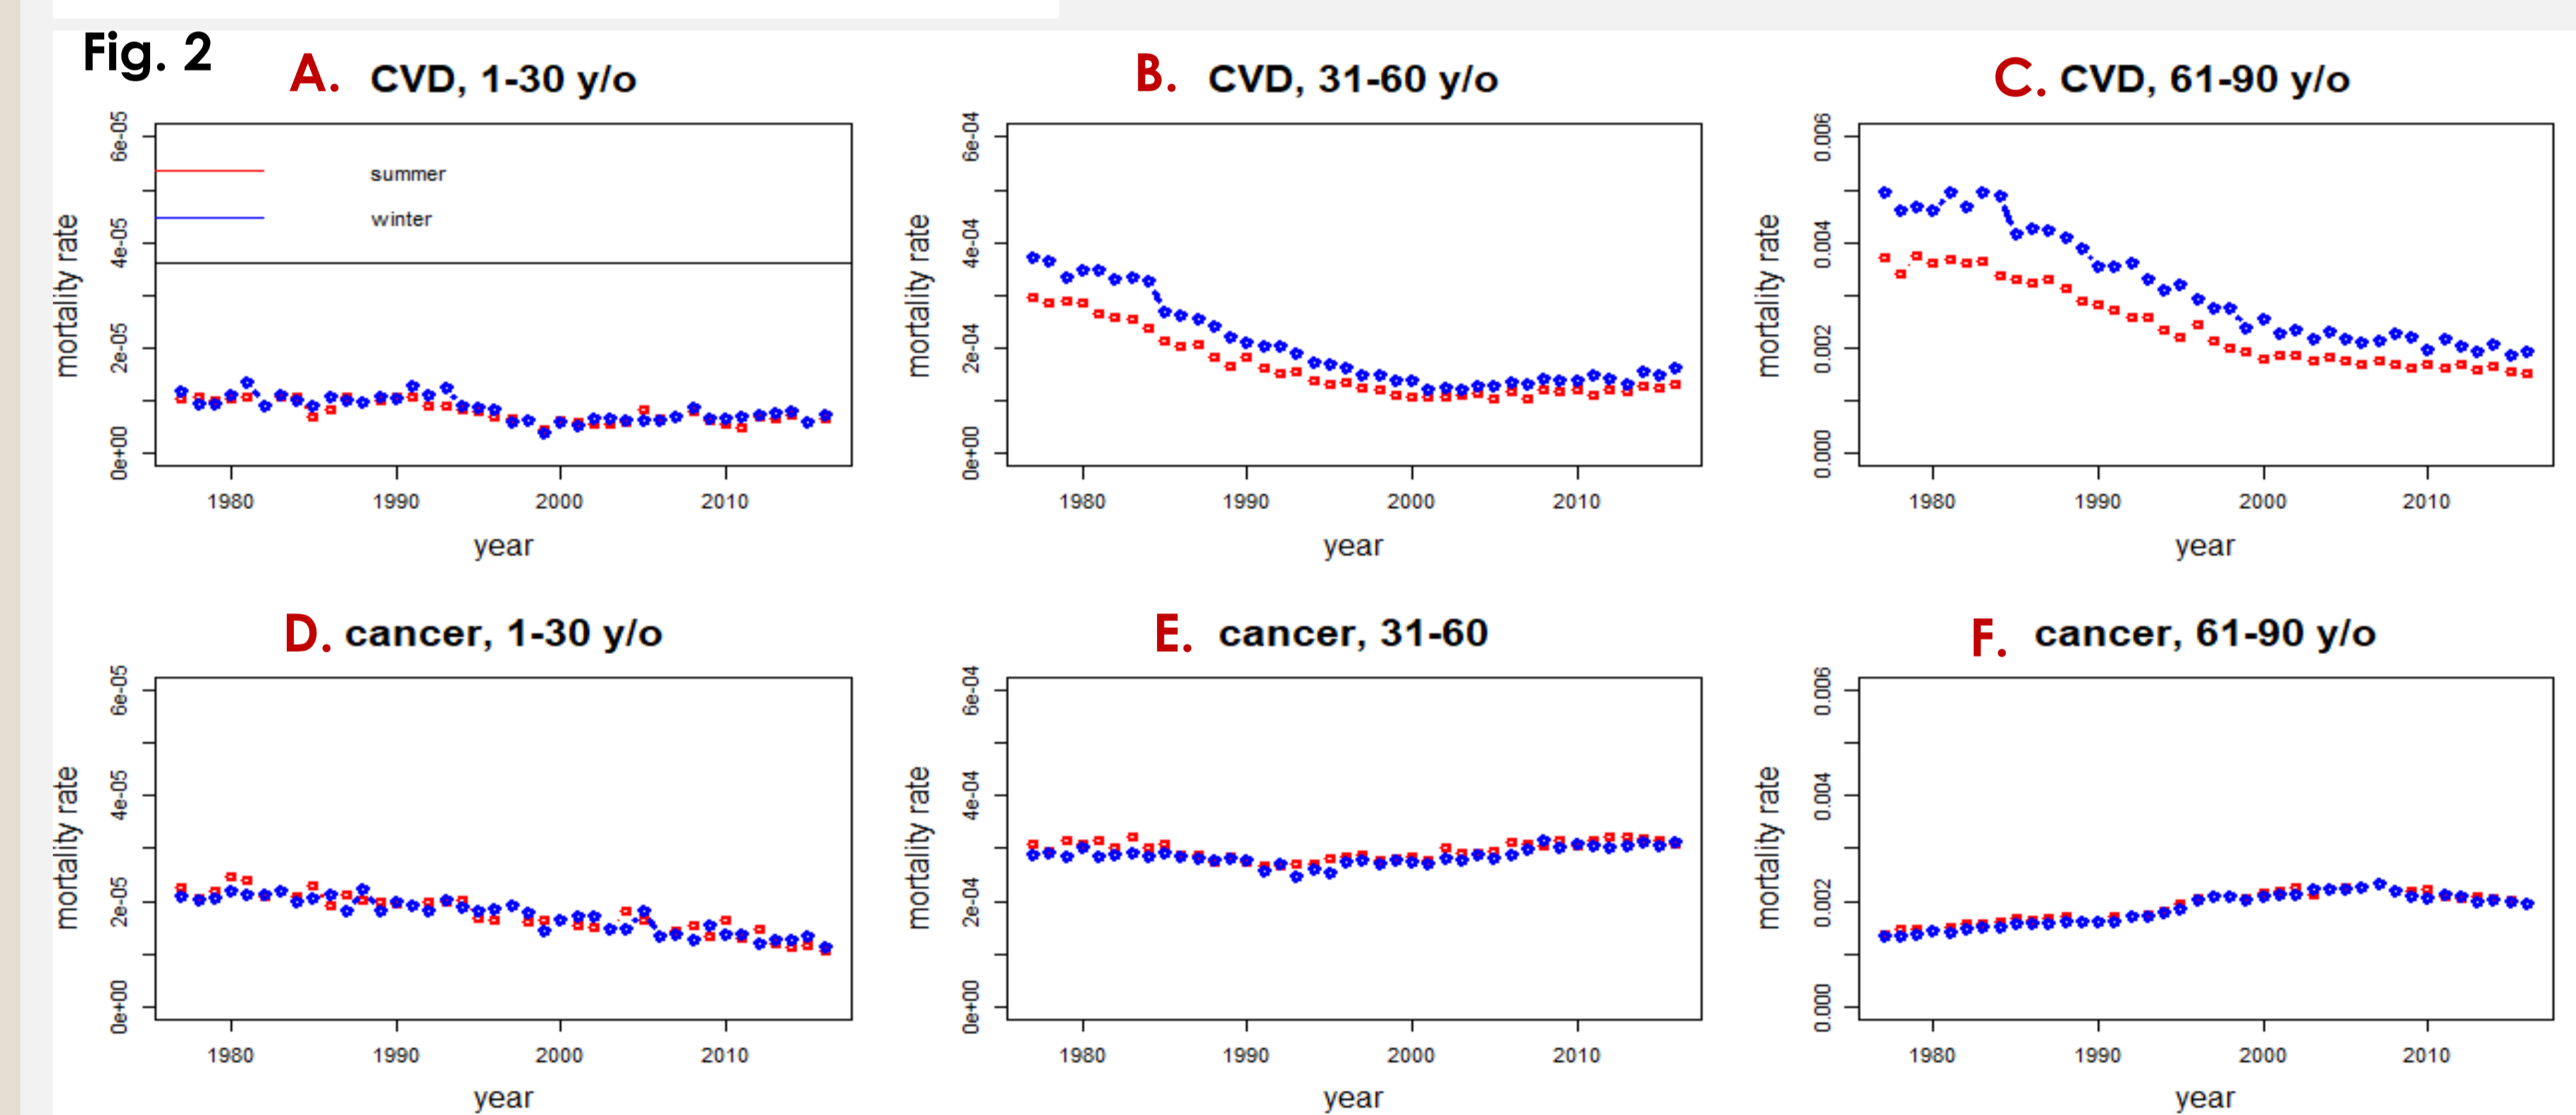 Fig. 2
A. CVD, 1-30 y/o
mortality rate
6e-05
4e-05
2e-05
0e+00
summer
winter
1980 1990 2000 2010
year
B. CVD, 31-60 y/o
mortality rate
6e-04
4e-04
2e-04
0e+00
1980 1990 2000 2010
year
C. CVD, 61-90 y/o
mortality rate
0.006
0.004
0.002
0.000
1980 1990 2000 2010
year
D. cancer, 1-30 y/o
mortality rate
6e-05
4e-05
2e-05
0e+00
1980 1990 2000 2010
year
E. cancer, 31-60
mortality rate
6e-04
4e-04
2e-04
0e+00
1980 1990 2000 2010
year
F. cancer, 61-90 y/o
mortality rate
0.006
0.004
0.002
0.000
1980 1990 2000 2010
year